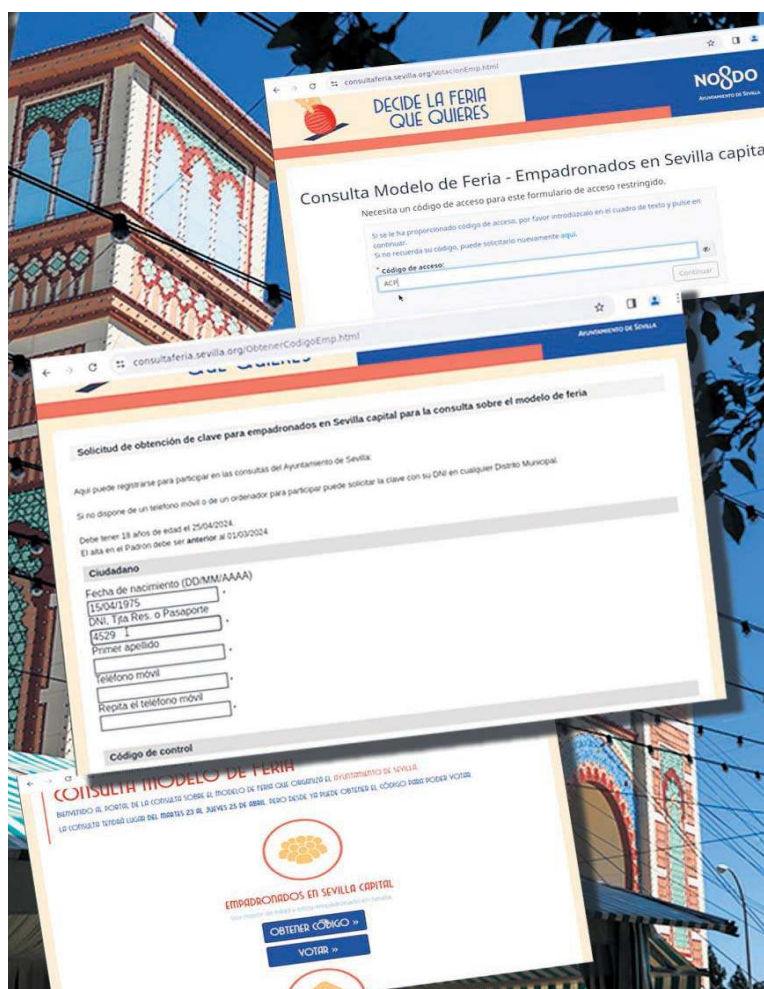 consultaferia.sevilla.org/VotacionEmp.html
DECIDE LA FERIA
QUE QUIERES
NO8DO
AYUNTAMIENTO DE SEVILLA
Consulta Modelo de Feria - Empadronados en Sevilla capita
Necesita un código de acceso para este formulario de acceso restringido.
Si se le ha proporcionado código de acceso, por favor introdúzcalo en el cuadro de texto y pulse en
continuar.
Si no recuerda su código, puede solicitarlo nuevamente aquí.
* Código de acceso:
ACP
Continuar
consultaferia.sevilla.org/ObtenerCodigoEmp.html
QUE QUIERES
AYUNTAMIENTO DE SEVILLA
Solicitud de obtención de clave para empadronados en Sevilla capital para la consulta sobre el modelo de feria
Aqui puede registrarse para participar en las consultas del Ayuntamiento de Sevilla:
Si no dispone de un teléfono móvil o de un ordenador para participar puede solicitar la clave con su DNI en cualquier Distrito Municipal.
Debe tener 18 años de edad el 25/04/2024.
El alta en el Padrón debe ser anterior al 01/03/2024.
Ciudadano
Fecha de nacimiento (DD/MM/AAAA)
15/04/1975 *
DNI, Tjta Res. o Pasaporte
4529 *
Primer apellido
*
Teléfono móvil
*
Repita el teléfono móvil
*
Código de control
CONSULTA MODELO DE FERIA
BIENVENIDO AL PORTAL DE LA CONSULTA SOBRE EL MODELO DE FERIA QUE ORGANIZA EL AYUNTAMIENTO DE SEVILLA.
LA CONSULTA TENDRÁ LUGAR DEL MARTES 23 AL JUEVES 25 DE ABRIL, PERO DESDE YA PUEDE OBTENER EL CÓDIGO PARA PODER VOTAR.
EMPADRONADOS EN SEVILLA CAPITAL
Soy mayor de edad y estoy empadronado en Sevilla
OBTENER CÓDIGO »
VOTAR »